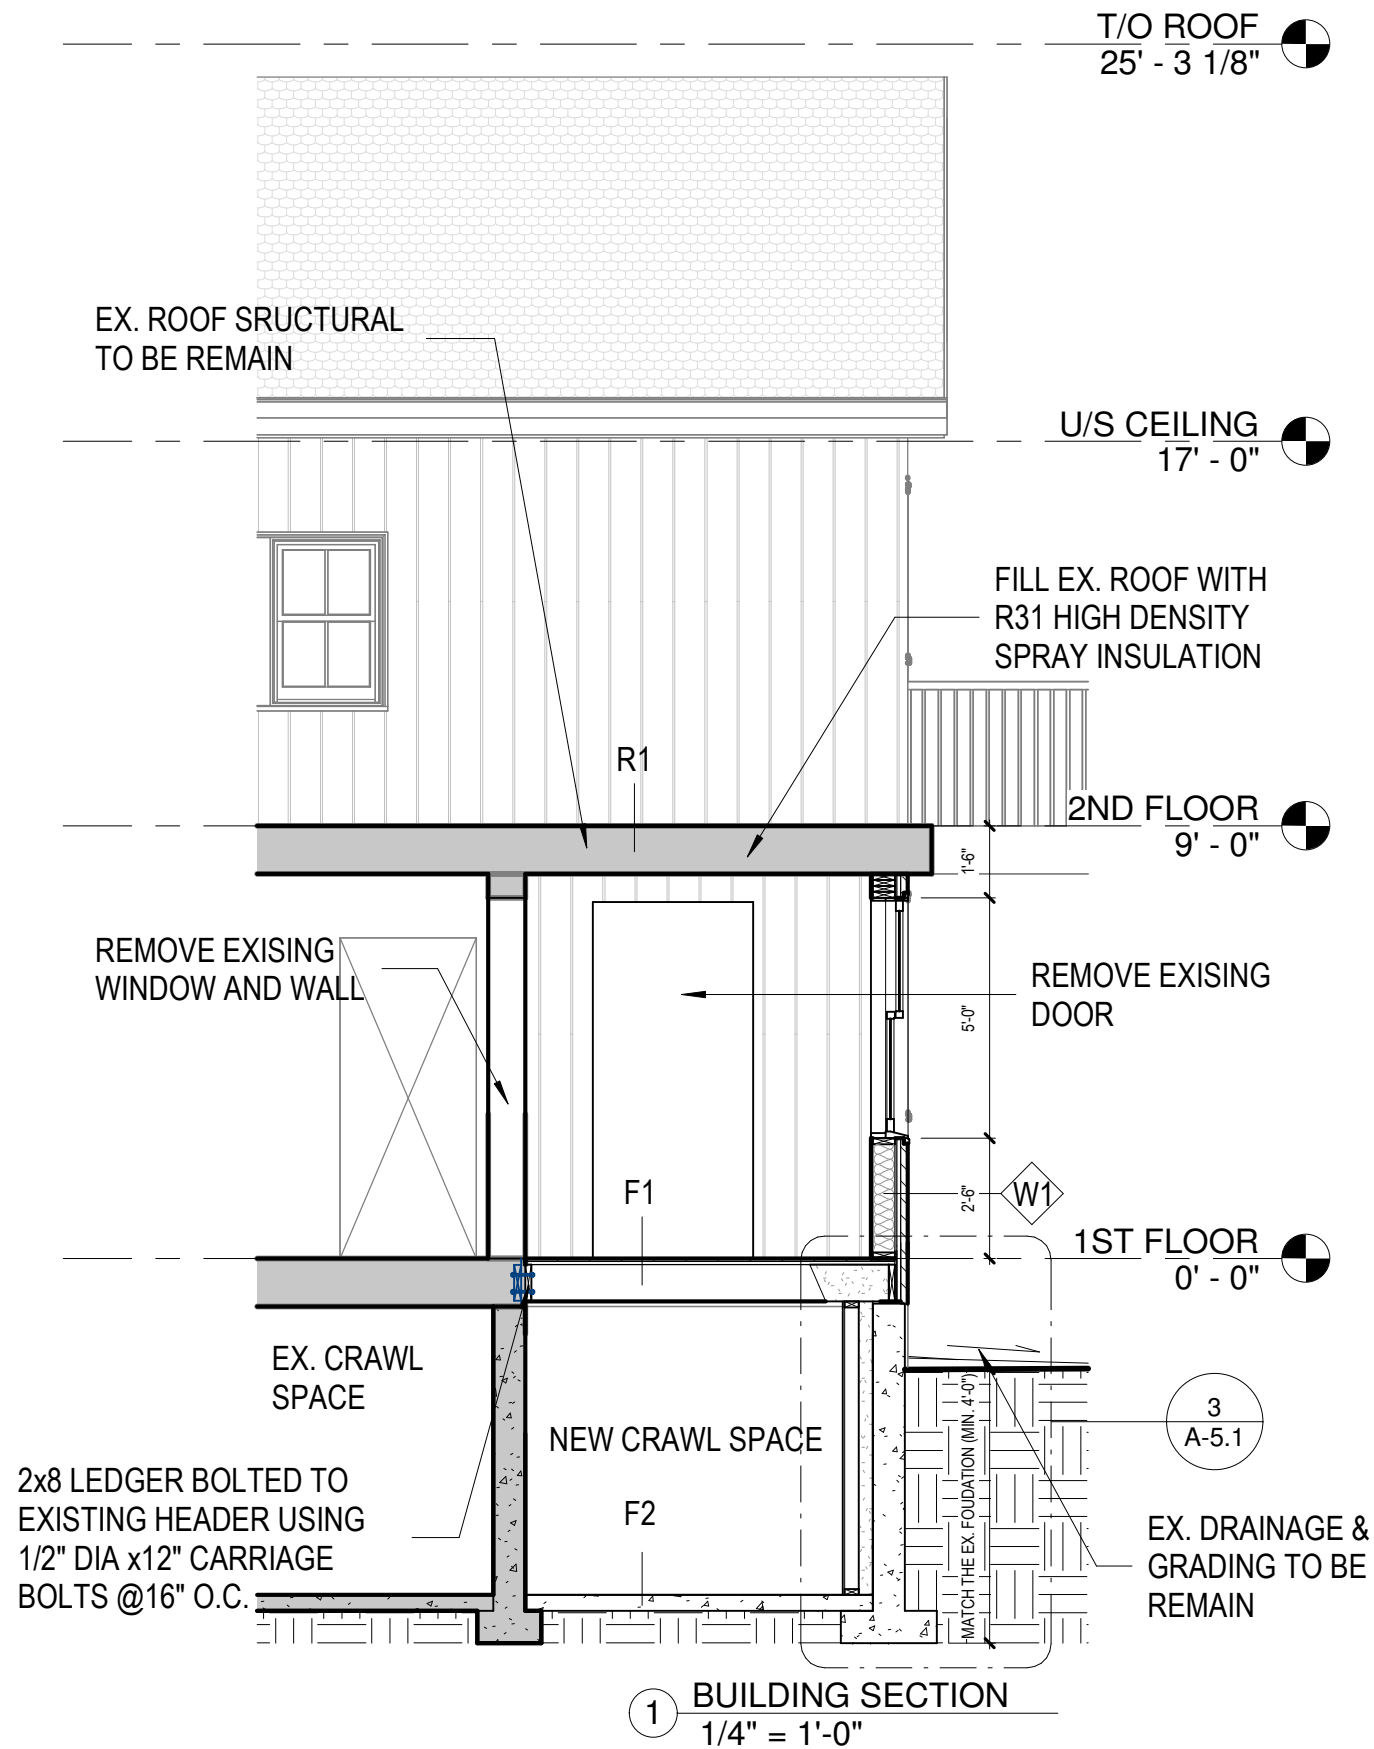 T/O ROOF
25' - 3 1/8"
EX. ROOF SRUCTURAL
TO BE REMAIN
U/S CEILING
17' - 0"
FILL EX. ROOF WITH
R31 HIGH DENSITY
SPRAY INSULATION
R1
2ND FLOOR
9' - 0"
1'-6"
REMOVE EXISING
WINDOW AND WALL
REMOVE EXISING
DOOR
5'-0"
F1
2'-6"
W1
1ST FLOOR
0' - 0"
EX. CRAWL
SPACE
NEW CRAWL SPACE
MATCH THE EX. FOUDATION (MIN. 4'-0")
3
A-5.1
2x8 LEDGER BOLTED TO
EXISTING HEADER USING
1/2" DIA x12" CARRIAGE
BOLTS @16" O.C.
F2
EX. DRAINAGE &
GRADING TO BE
REMAIN
1
BUILDING SECTION
1/4" = 1'-0"